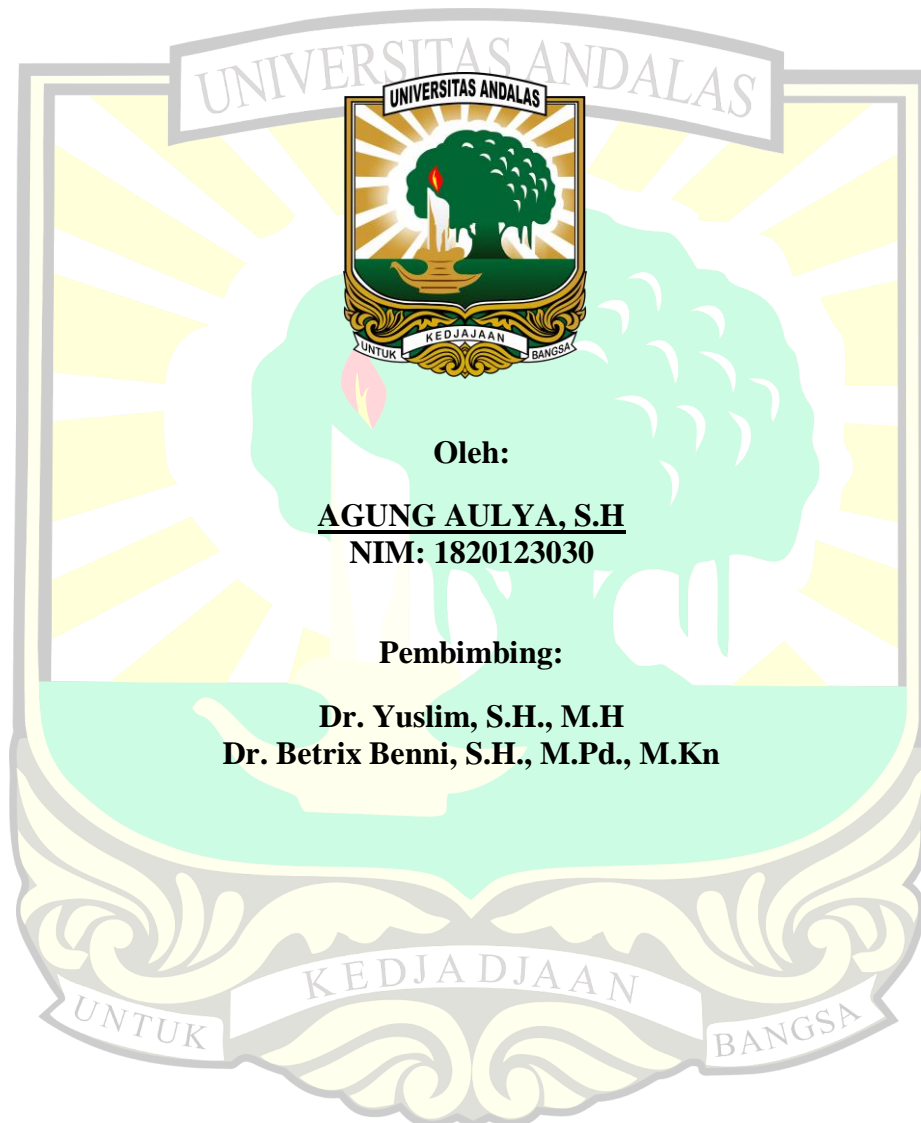 UNIVERSITAS ANDALAS
UNIVERSITAS ANDALAS
UNTUK KEDJAJAAN BANGSA
Oleh:
AGUNG AULYA, S.H
NIM: 1820123030
Pembimbing:
Dr. Yuslim, S.H., M.H
Dr. Betrix Benni, S.H., M.Pd., M.Kn
UNTUK KEDJADJAAN BANGSA